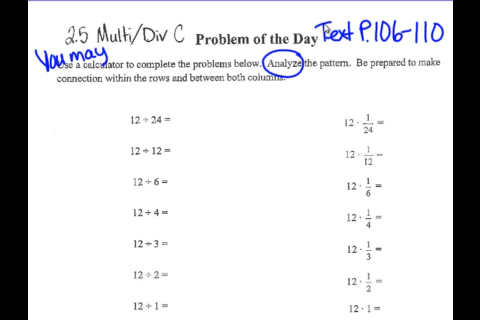 2.5 Multi/Div C Problem of the Day Text P.106-110
You may
Use a calculator to complete the problems below. Analyze the pattern. Be prepared to make
connection within the rows and between both columns.
12 ÷ 24 = 12 · 1/24 =
12 ÷ 12 = 12 · 1/12 =
12 ÷ 6 = 12 · 1/6 =
12 ÷ 4 = 12 · 1/4 =
12 ÷ 3 = 12 · 1/3 =
12 ÷ 2 = 12 · 1/2 =
12 ÷ 1 = 12 · 1 =